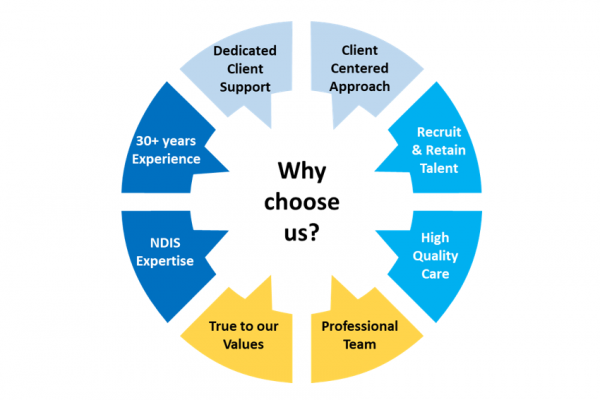 Why
choose
us?
Dedicated
Client
Support
Client
Centered
Approach
Recruit
& Retain
Talent
High
Quality
Care
Professional
Team
True to our
Values
NDIS
Expertise
30+ years
Experience